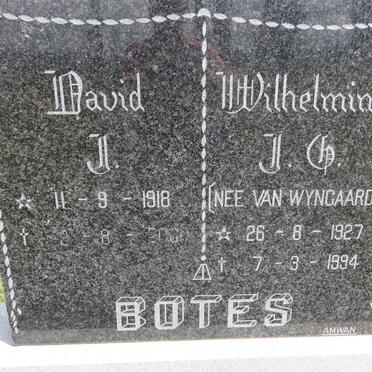 David
J.
☆ 11 - 9 - 1918
Wilhelmin
J. G.
(NEE VAN WYNGAARD
☆ 26 - 8 - 1927
† 7 - 3 - 1994
BOTES
AMWAN